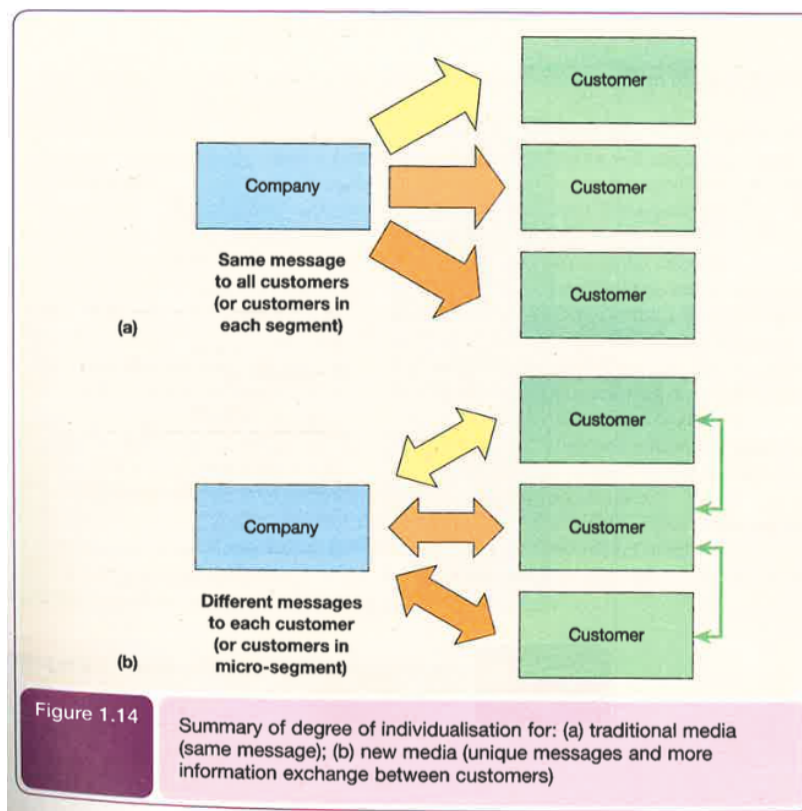 Customer
Company
Customer
Same message
to all customers
(or customers in
each segment)
Customer
(a)
Customer
Company
Customer
Different messages
to each customer
(or customers in
micro-segment)
Customer
(b)
Figure 1.14
Summary of degree of individualisation for: (a) traditional media
(same message); (b) new media (unique messages and more
information exchange between customers)